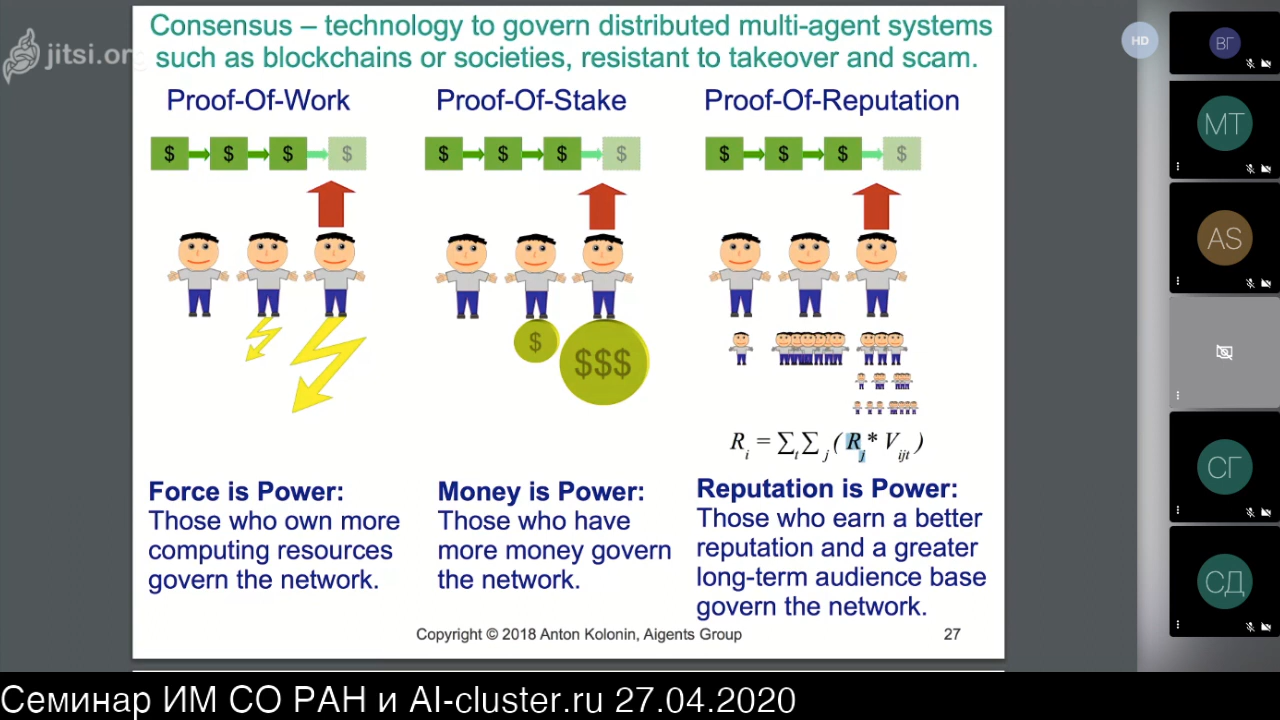 Consensus – technology to govern distributed multi-agent systems
such as blockchains or societies, resistant to takeover and scam.
jitsi.org
HD
Proof-Of-Work
Proof-Of-Stake
Proof-Of-Reputation
$ $ $ $
$ $ $ $
$ $ $ $
$
$$$
R i = ∑ t ∑ j ( R j * V ijt )
Force is Power:
Those who own more
computing resources
govern the network.
Money is Power:
Those who have
more money govern
the network.
Reputation is Power:
Those who earn a better
reputation and a greater
long-term audience base
govern the network.
Copyright © 2018 Anton Kolonin, Aigents Group
27
ВГ
МТ
AS
СГ
СД
Семинар ИМ СО РАН и AI-cluster.ru 27.04.2020